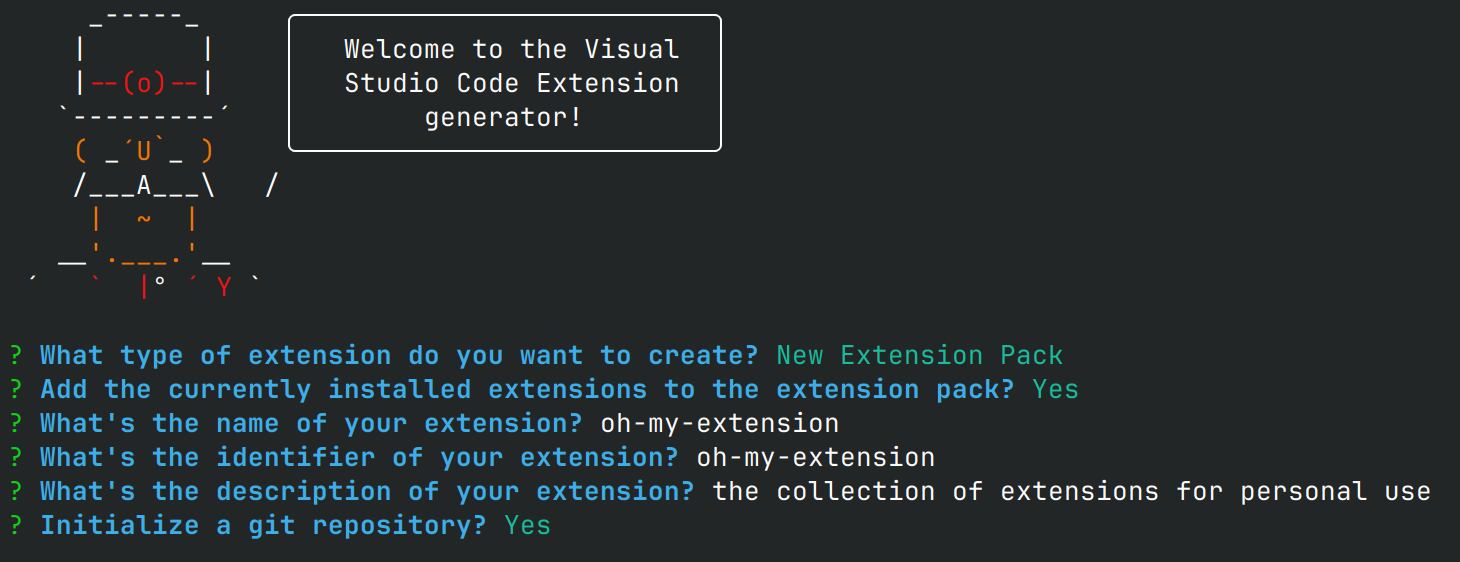 Welcome to the Visual
Studio Code Extension
generator!
? What type of extension do you want to create? New Extension Pack
? Add the currently installed extensions to the extension pack? Yes
? What's the name of your extension? oh-my-extension
? What's the identifier of your extension? oh-my-extension
? What's the description of your extension? the collection of extensions for personal use
? Initialize a git repository? Yes